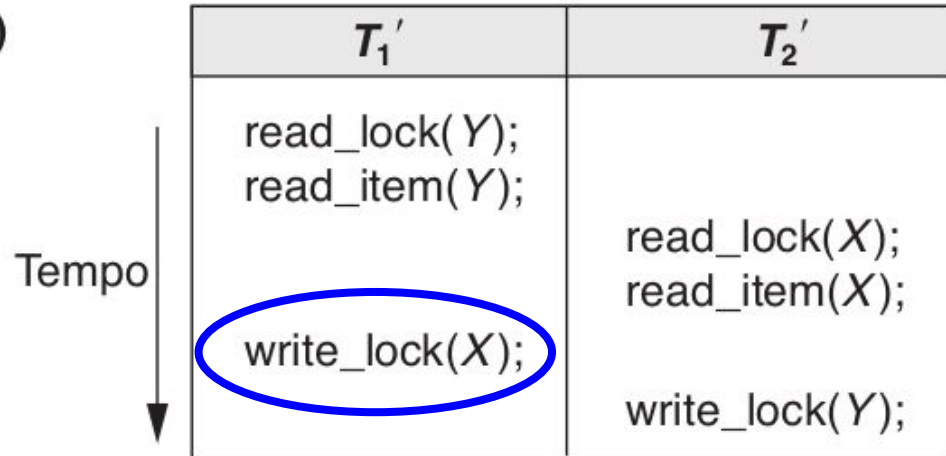 )
T₁′ T₂′
read_lock(Y);
read_item(Y);
read_lock(X);
Tempo
read_item(X);
write_lock(X);
write_lock(Y);